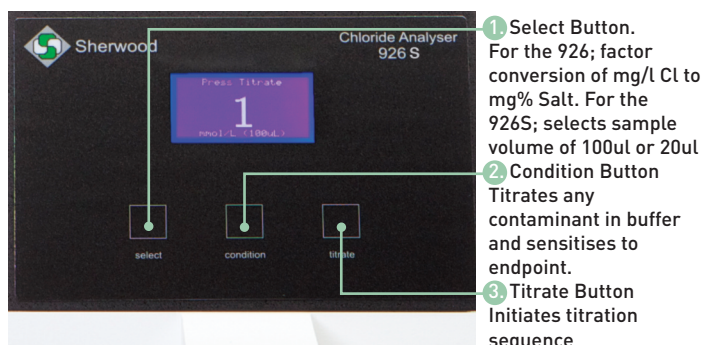 Sherwood
Chloride Analyser
926 S
Press Titrate
1
mmol/L (100uL)
select
condition
titrate
1. Select Button.
For the 926; factor
conversion of mg/l Cl to
mg% Salt. For the
926S; selects sample
volume of 100ul or 20ul
2. Condition Button
Titrates any
contaminant in buffer
and sensitises to
endpoint.
3. Titrate Button
Initiates titration
sequence